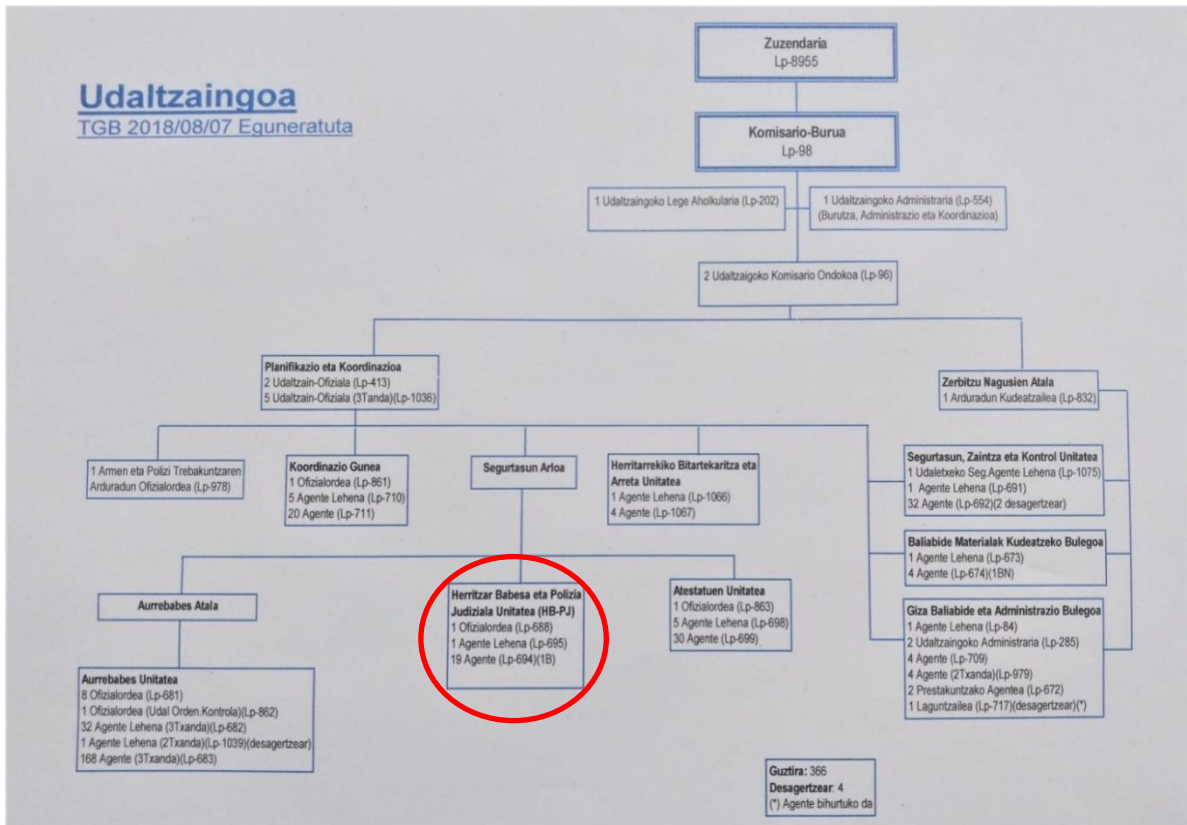 Udaltzaingoa
TGB 2018/08/07 Eguneratuta
Zuzendaria
Lp-8955
Komisario-Burua
Lp-98
1 Udaltzaingoko Lege Aholkularia (Lp-202)
1 Udaltzaingoko Administraria (Lp-554)
(Burutza, Administrazio eta Koordinazioa)
2 Udaltzaigoko Komisario Ondokoa (Lp-96)
Planifikazio eta Koordinazioa
2 Udaltzain-Ofiziala (Lp-413)
5 Udaltzain-Ofiziala (3Tanda)(Lp-1036)
Zerbitzu Nagusien Atala
1 Arduradun Kudeatzailea (Lp-832)
1 Armen eta Polizi Trebakuntzaren
Arduradun Ofizialordea (Lp-978)
Koordinazio Gunea
1 Ofizialordea (Lp-861)
5 Agente Lehena (Lp-710)
20 Agente (Lp-711)
Segurtasun Arloa
Herritarrekiko Bitartekaritza eta
Arreta Unitatea
1 Agente Lehena (Lp-1066)
4 Agente (Lp-1067)
Segurtasun, Zaintza eta Kontrol Unitatea
1 Udaletxeko Seg.Agente Lehena (Lp-1075)
1 Agente Lehena (Lp-691)
32 Agente (Lp-692)(2 desagertzear)
Baliabide Materialak Kudeatzeko Bulegoa
1 Agente Lehena (Lp-673)
4 Agente (Lp-674)(1BN)
Giza Baliabide eta Administrazio Bulegoa
1 Agente Lehena (Lp-84)
2 Udaltzaingoko Administraria (Lp-285)
4 Agente (Lp-709)
4 Agente (2Txanda)(Lp-979)
2 Prestakuntzako Agentea (Lp-672)
1 Laguntzailea (Lp-717)(desagertzear)(*)
Aurrebabes Atala
Herritzar Babesa eta Polizia
Judiziala Unitatea (HB-PJ)
1 Ofizialordea (Lp-688)
1 Agente Lehena (Lp-695)
19 Agente (Lp-694)(1B)
Atestatuen Unitatea
1 Ofizialordea (Lp-863)
5 Agente Lehena (Lp-698)
30 Agente (Lp-699)
Aurrebabes Unitatea
8 Ofizialordea (Lp-681)
1 Ofizialordea (Udal Orden.Kontrola)(Lp-862)
32 Agente Lehena (3Txanda)(Lp-682)
1 Agente Lehena (2Txanda)(Lp-1039)(desagertzear)
168 Agente (3Txanda)(Lp-683)
Guztira: 366
Desagertzear: 4
(*) Agente bihurtuko da